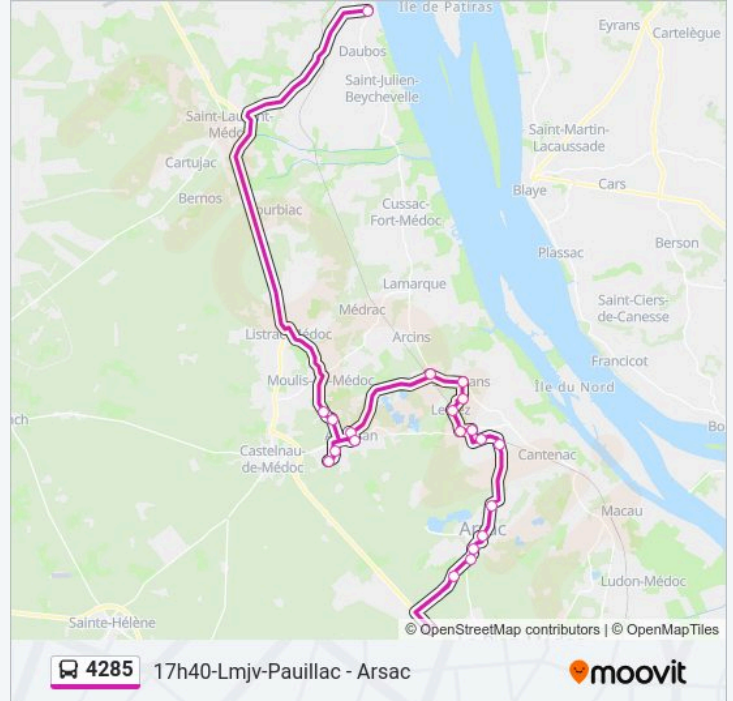 Île de Patiras
Eyrans
Cartelègue
Daubos
Saint-Julien-
Beychevelle
Saint-Laurent-
Médoc
Saint-Martin-
Lacaussade
Cartujac
Blaye
Cars
Bernos
Cussac-
Fort-Médoc
Berson
Plassac
Lamarque
Saint-Ciers-
de-Canesse
Médrac
Listrac-Médoc
Arcins
Francicot
Moulis-en-Médoc
Île du Nord
Castelnau-
de-Médoc
Cantenac
Macau
Arsac
Ludon-Médoc
Sainte-Hélène
© OpenStreetMap contributors | © OpenMapTiles
4285
17h40-Lmjv-Pauillac - Arsac
moovit